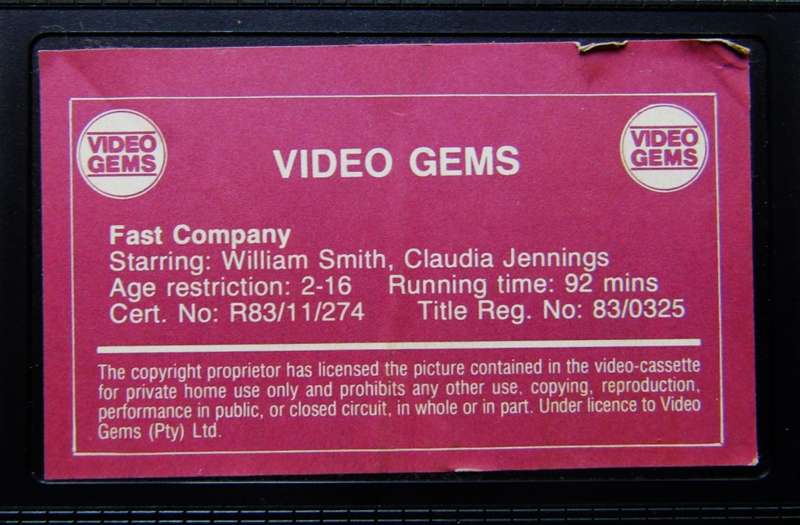 VIDEO GEMS
VIDEO GEMS
VIDEO GEMS
Fast Company
Starring: William Smith, Claudia Jennings
Age restriction: 2-16 Running time: 92 mins
Cert. No: R83/11/274 Title Reg. No: 83/0325
The copyright proprietor has licensed the picture contained in the video-cassette
for private home use only and prohibits any other use, copying, reproduction,
performance in public, or closed circuit, in whole or in part. Under licence to Video
Gems (Pty) Ltd.